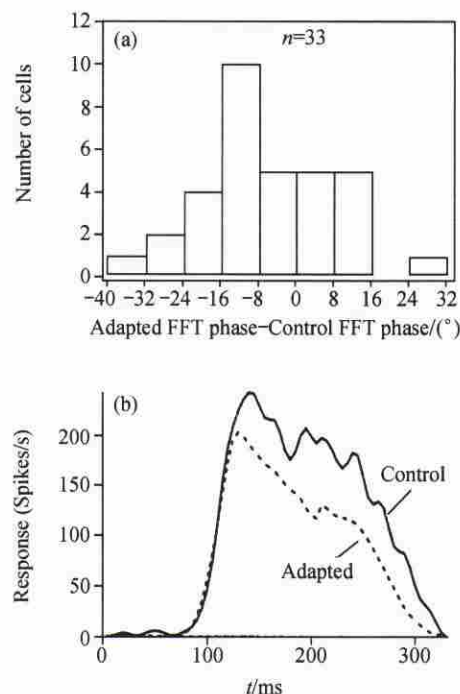 (a)
n=33
12
10
8
6
4
2
0
Number of cells
−40 −32 −24 −16 −8 0 8 16 24 32
Adapted FFT phase−Control FFT phase/(°)
(b)
200
150
100
50
0
Response (Spikes/s)
Control
Adapted
0 100 200 300
t/ms